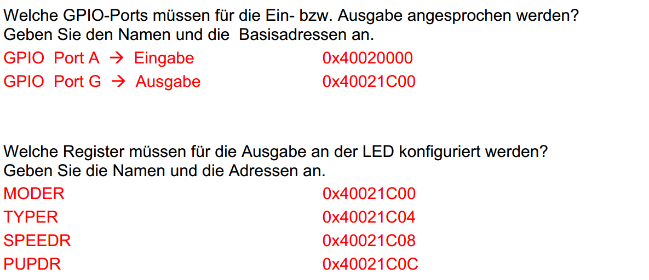 Welche GPIO-Ports müssen für die Ein- bzw. Ausgabe angesprochen werden?
Geben Sie den Namen und die Basisadressen an.
GPIO Port A → Eingabe 0x40020000
GPIO Port G → Ausgabe 0x40021C00
Welche Register müssen für die Ausgabe an der LED konfiguriert werden?
Geben Sie die Namen und die Adressen an.
MODER 0x40021C00
TYPER 0x40021C04
SPEEDR 0x40021C08
PUPDR 0x40021C0C